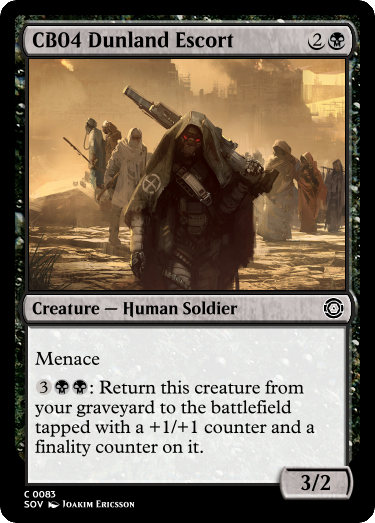 CB04 Dunland Escort 2
Menace
Creature — Human Soldier
3: Return this creature from
your graveyard to the battlefield
tapped with a +1/+1 counter and a
finality counter on it.
3/2
C 0083
SOV Joakim Ericsson